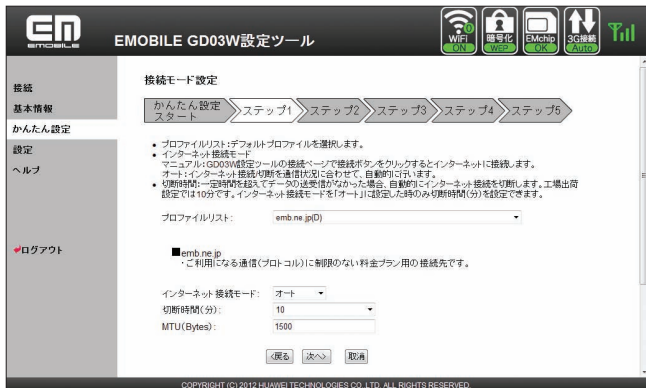 EM
EMOBILE
EMOBILE GD03W設定ツール
WiFi
ON
暗号化
WEP
EMchip
OK
3G接続
Auto
接続
基本情報
かんたん設定
設定
ヘルプ
ログアウト
接続モード設定
かんたん設定
スタート
ステップ1
ステップ2
ステップ3
ステップ4
ステップ5
• プロファイルリスト:デフォルトプロファイルを選択します。
• インターネット接続モード
マニュアル:GD03W設定ツールの接続ページで接続ボタンをクリックするとインターネットに接続します。
オート:インターネット接続/切断を通信状況に合わせて、自動的に行います。
• 切断時間:一定時間を超えてデータの送受信がなかった場合、自動的にインターネット接続を切断します。工場出荷
設定では10分です。インターネット接続モードを「オート」に設定した時のみ切断時間(分)を設定できます。
プロファイルリスト: emb.ne.jp(D)
■emb.ne.jp
・ご利用になる通信(プロトコル)に制限のない料金プラン用の接続先です。
インターネット接続モード: オート
切断時間(分): 10
MTU(Bytes): 1500
<戻る 次へ> 取消
COPYRIGHT (C) 2012 HUAWEI TECHNOLOGIES CO. LTD. ALL RIGHTS RESERVED.